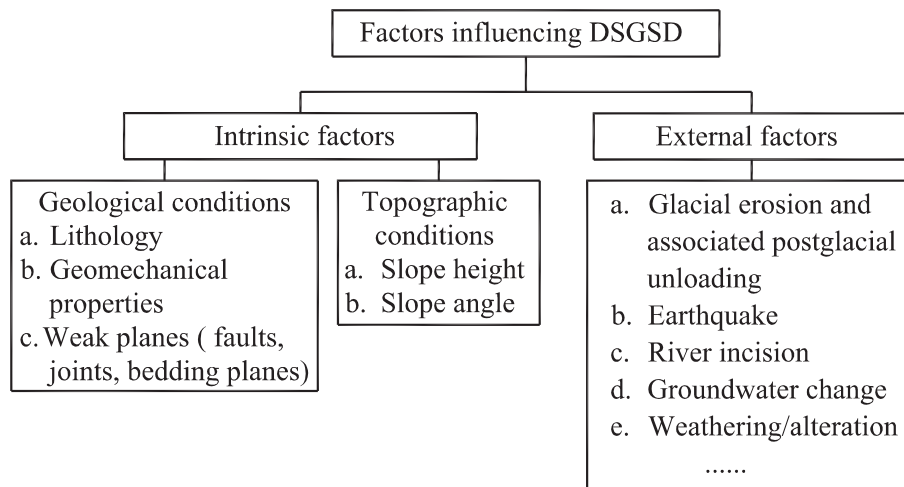 Factors influencing DSGSD
Intrinsic factors
External factors
Geological conditions
a. Lithology
b. Geomechanical
properties
c. Weak planes ( faults,
joints, bedding planes)
Topographic
conditions
a. Slope height
b. Slope angle
a. Glacial erosion and
associated postglacial
unloading
b. Earthquake
c. River incision
d. Groundwater change
e. Weathering/alteration
......